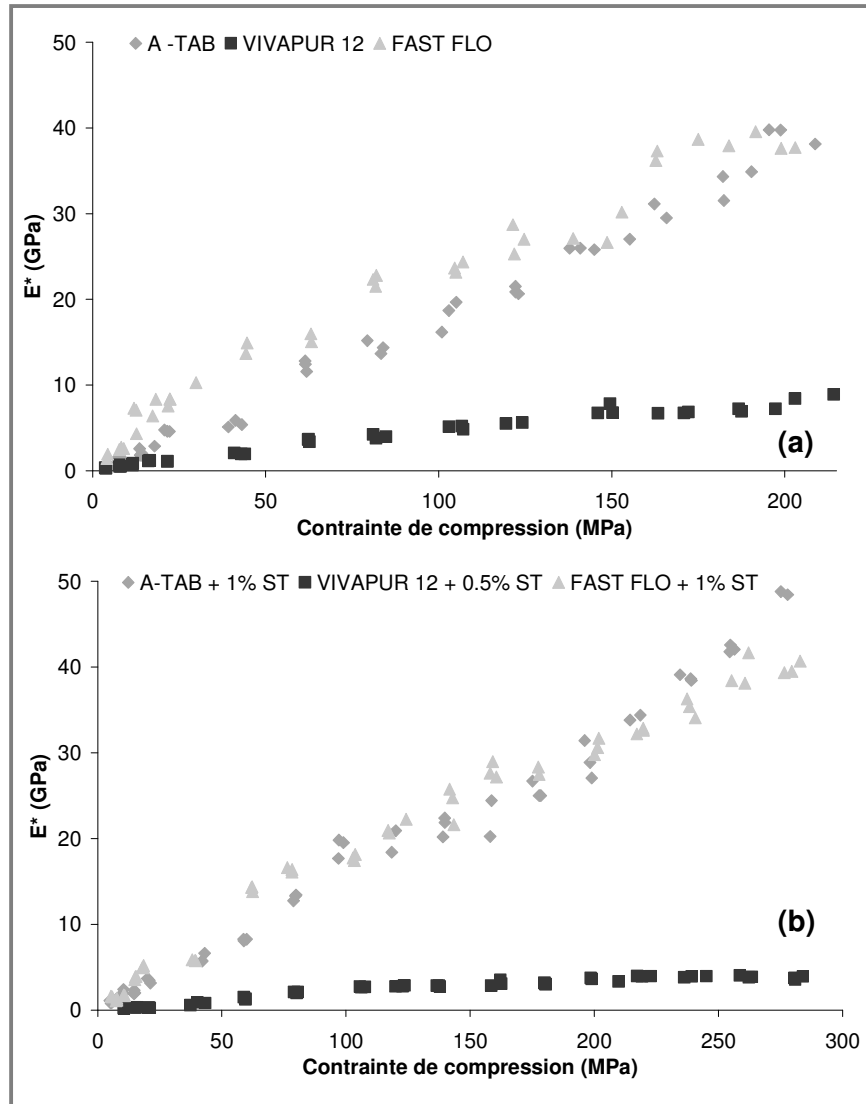 A -TAB VIVAPUR 12 FAST FLO
50
40
30
20
10
0
E* (GPa)
(a)
0 50 100 150 200
Contrainte de compression (MPa)
A-TAB + 1% ST VIVAPUR 12 + 0.5% ST FAST FLO + 1% ST
50
40
30
20
10
0
E* (GPa)
(b)
0 50 100 150 200 250 300
Contrainte de compression (MPa)